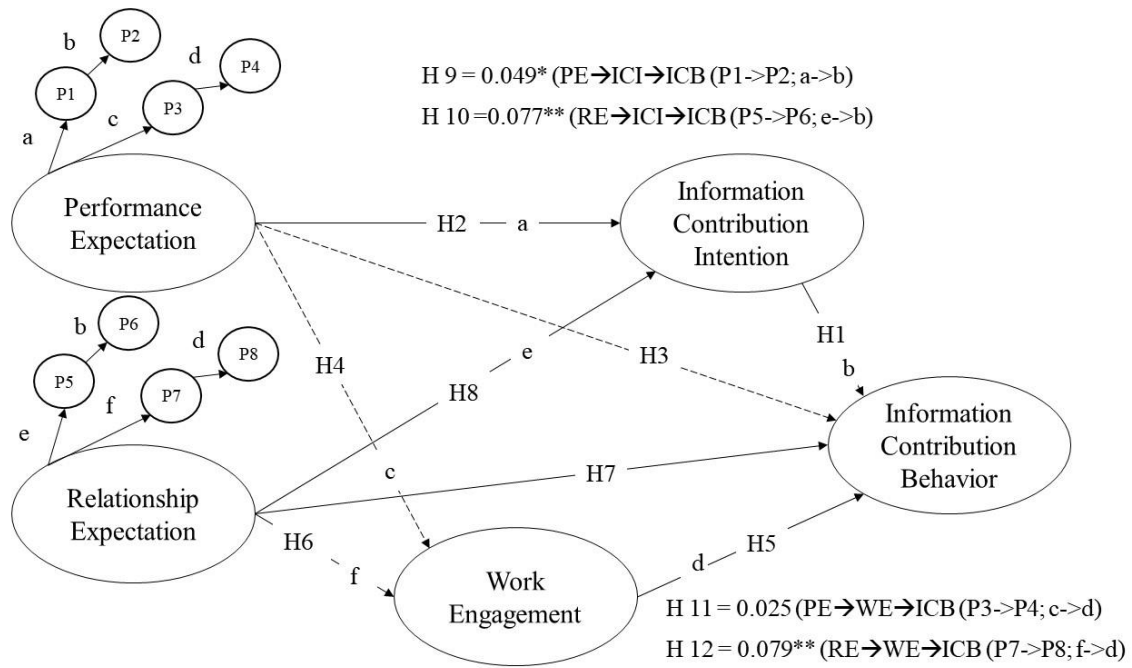 b
P2
d
P4
P1
P3
a
c
H 9 = 0.049* (PE→ICI→ICB (P1->P2; a->b)
H 10 =0.077** (RE→ICI→ICB (P5->P6; e->b)
Performance
Expectation
H2
a
Information
Contribution
Intention
b
P6
d
P8
P5
P7
e
f
H4
H8
e
H3
H1
b
Relationship
Expectation
c
H7
Information
Contribution
Behavior
H6
f
Work
Engagement
d
H5
H 11 = 0.025 (PE→WE→ICB (P3->P4; c->d)
H 12 = 0.079** (RE→WE→ICB (P7->P8; f->d)